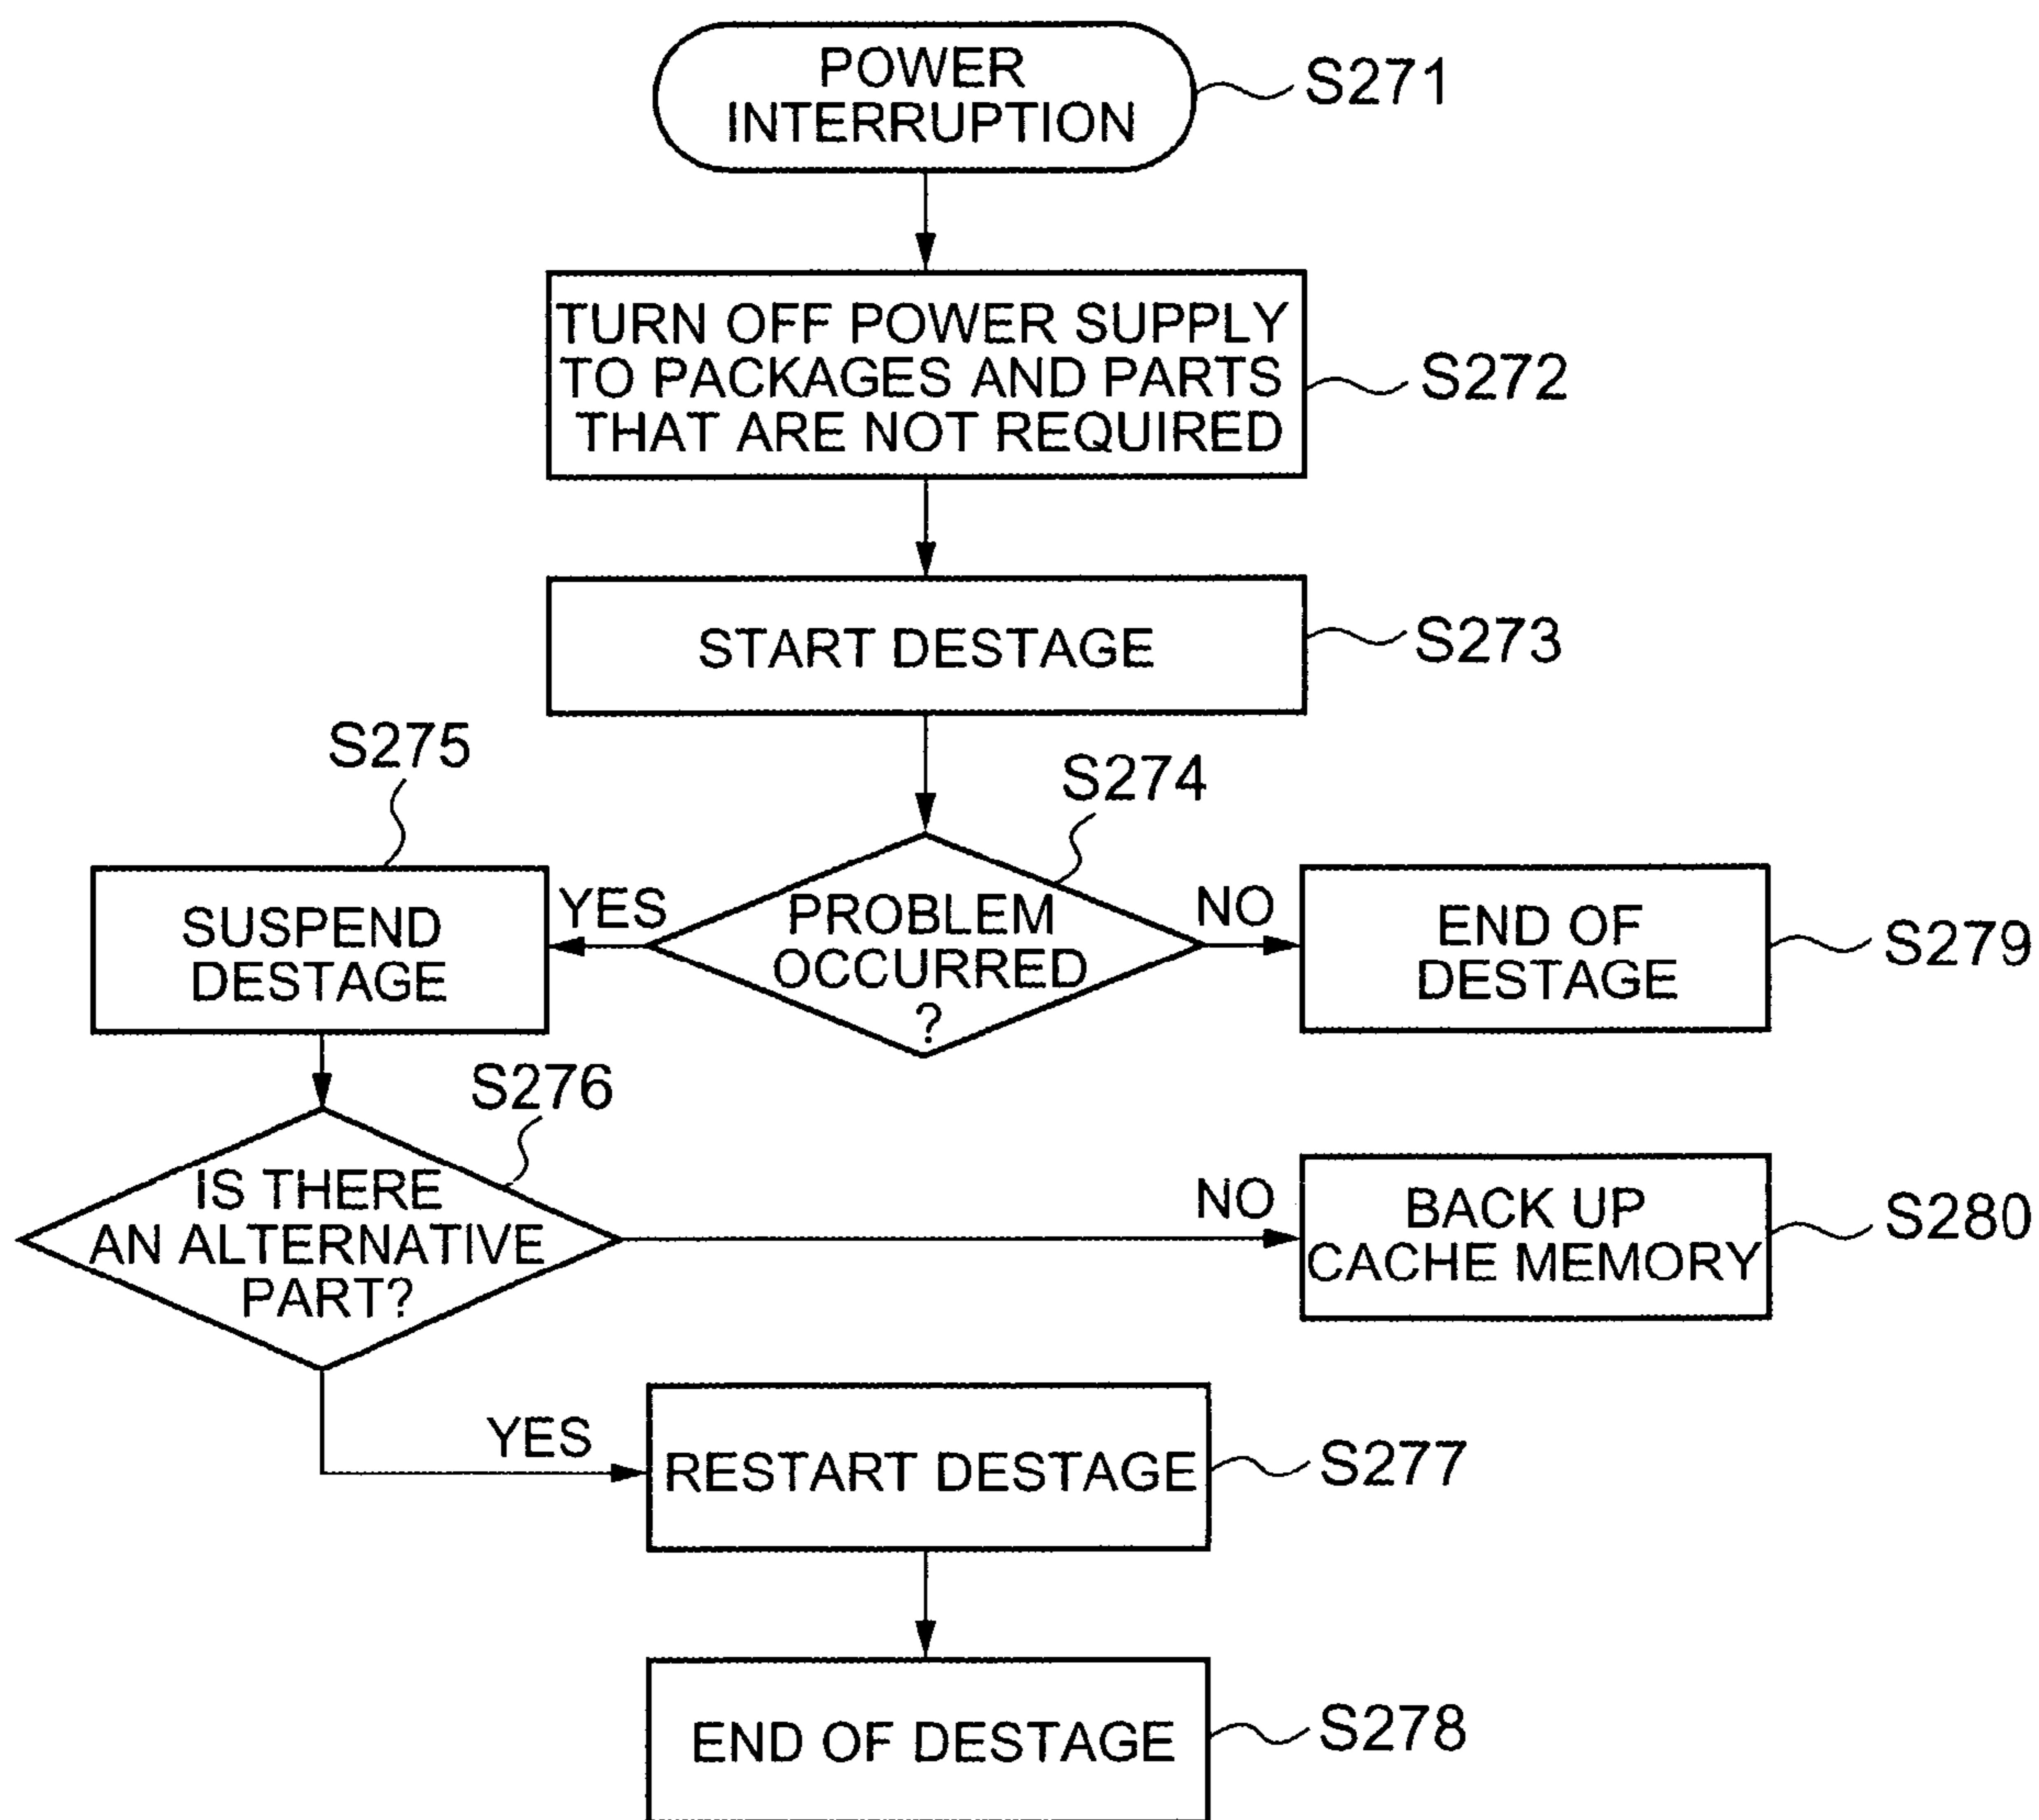 POWER
INTERRUPTION
S271
TURN OFF POWER SUPPLY
TO PACKAGES AND PARTS
THAT ARE NOT REQUIRED
S272
START DESTAGE
S273
S275
S274
SUSPEND
DESTAGE
YES
PROBLEM
OCCURRED
?
NO
END OF
DESTAGE
S279
S276
IS THERE
AN ALTERNATIVE
PART?
NO
BACK UP
CACHE MEMORY
S280
YES
RESTART DESTAGE
S277
END OF DESTAGE
S278